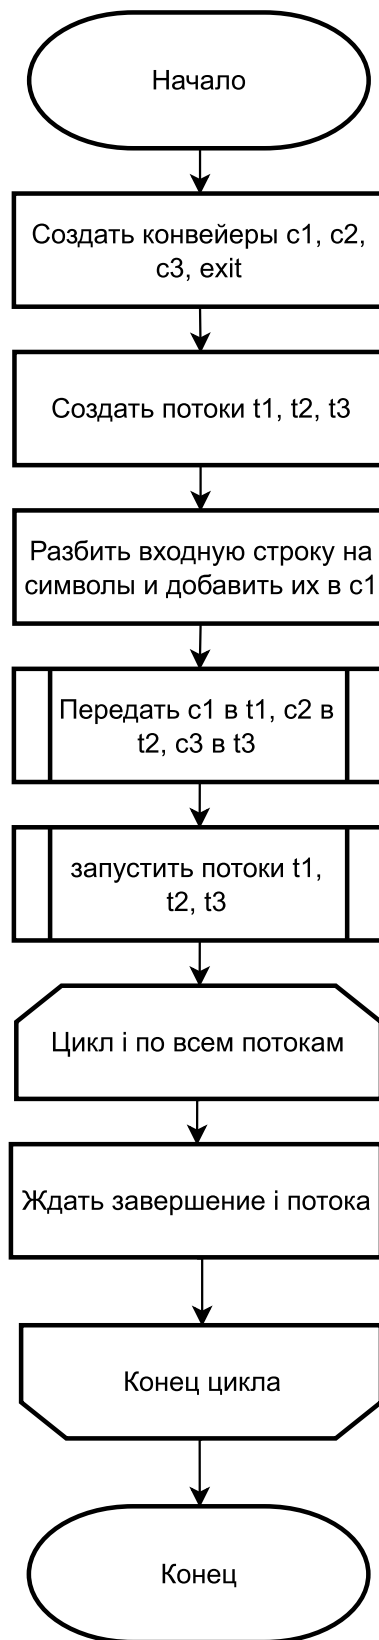 Начало
Создать конвейеры c1, c2,
c3, exit
Создать потоки t1, t2, t3
Разбить входную строку на
символы и добавить их в c1
Передать c1 в t1, c2 в
t2, c3 в t3
запустить потоки t1,
t2, t3
Цикл i по всем потокам
Ждать завершение i потока
Конец цикла
Конец